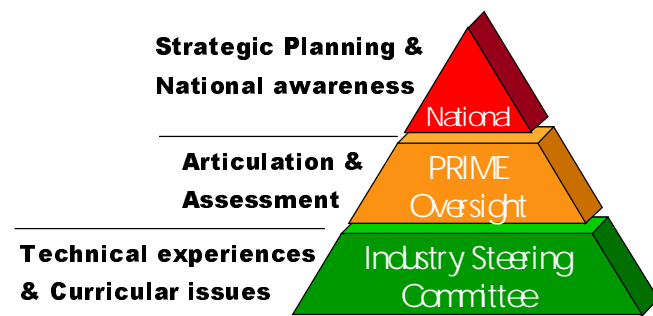 Strategic Planning &
National awareness
National
Articulation &
Assessment
PRIME
Oversight
Technical experiences
& Curricular issues
Industry Steering
Committee